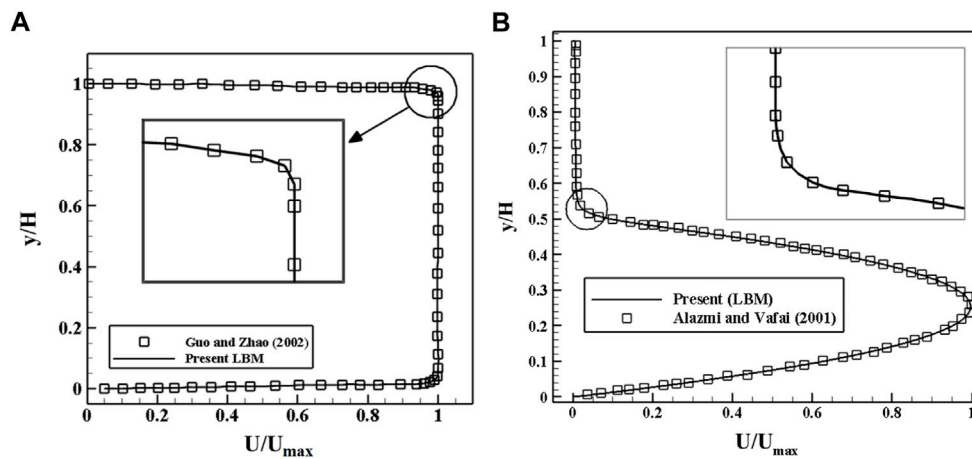 A
y/H
1
0.8
0.6
0.4
0.2
0
Guo and Zhao (2002)
Present LBM
0
0.2
0.4
0.6
0.8
1
U/Umax
B
y/H
1
0.9
0.8
0.7
0.6
0.5
0.4
0.3
0.2
0.1
0
Present (LBM)
Alazmi and Vafai (2001)
0
0.2
0.4
0.6
0.8
1
U/Umax